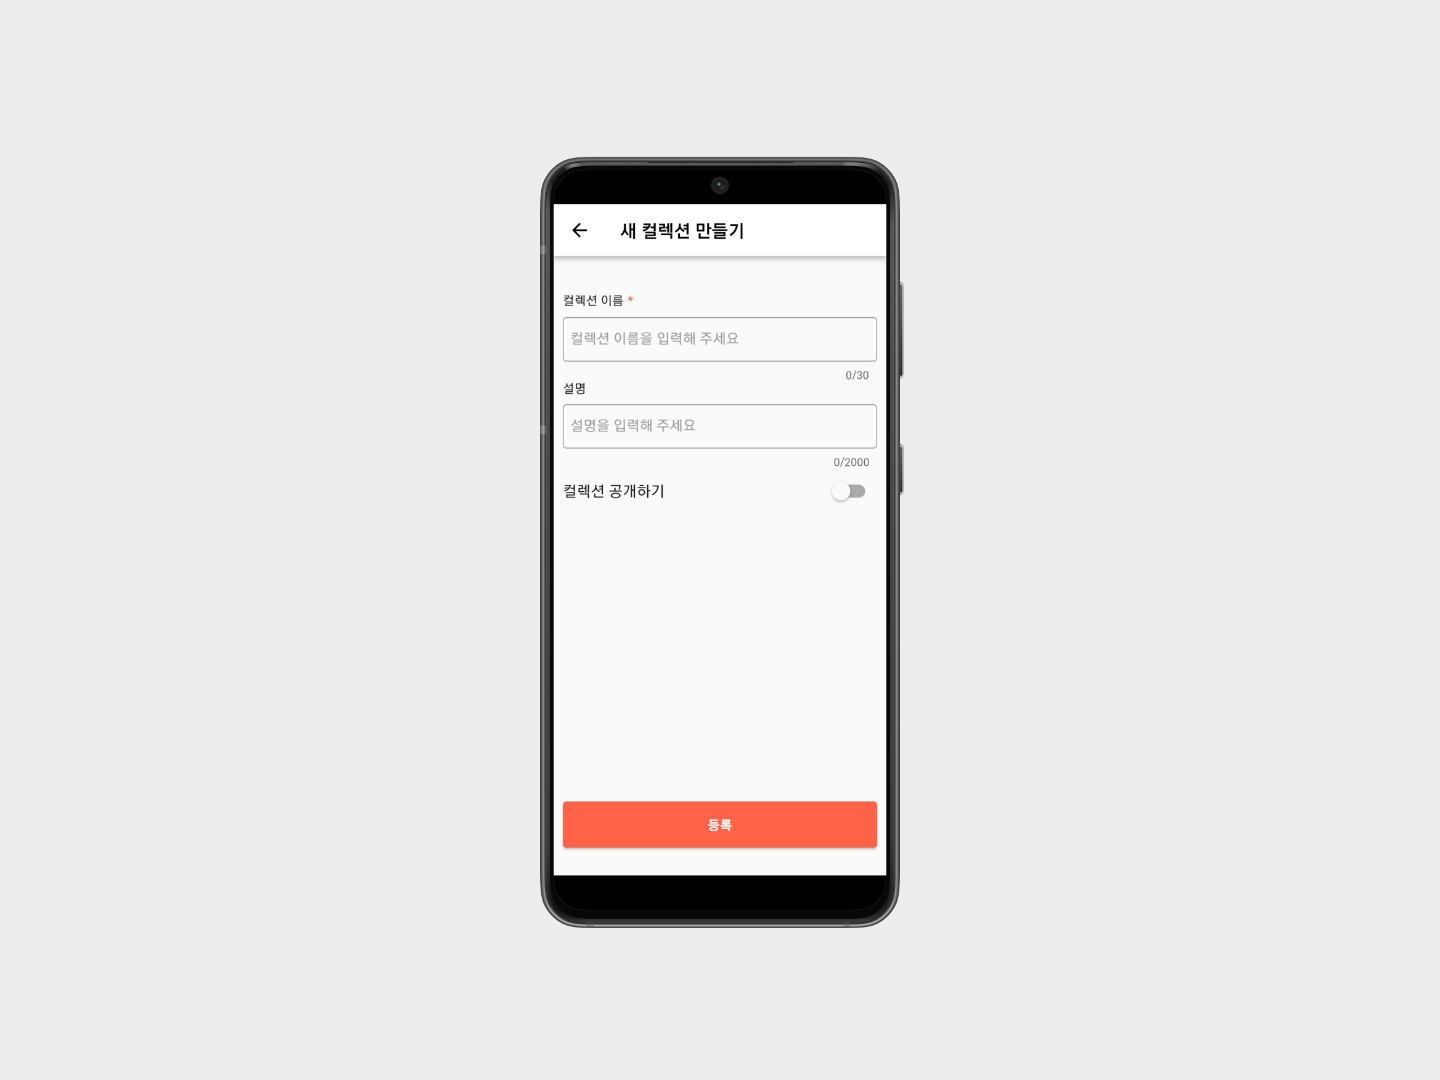 새 컬렉션 만들기
컬렉션 이름 *
컬렉션 이름을 입력해 주세요
0/30
설명
설명을 입력해 주세요
0/2000
컬렉션 공개하기
등록